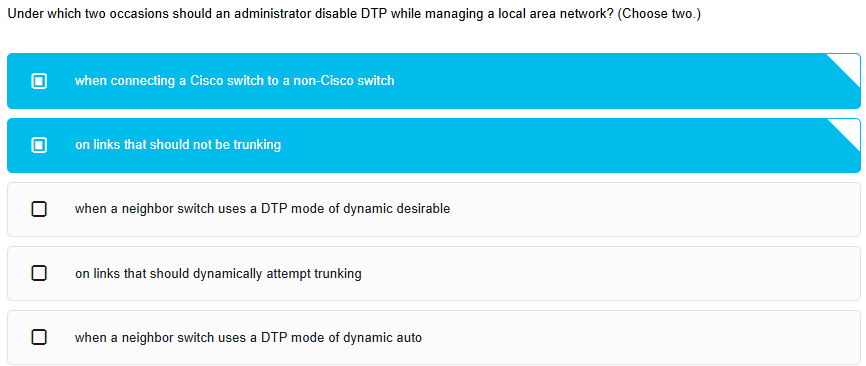 Under which two occasions should an administrator disable DTP while managing a local area network? (Choose two.)
when connecting a Cisco switch to a non-Cisco switch
on links that should not be trunking
when a neighbor switch uses a DTP mode of dynamic desirable
on links that should dynamically attempt trunking
when a neighbor switch uses a DTP mode of dynamic auto